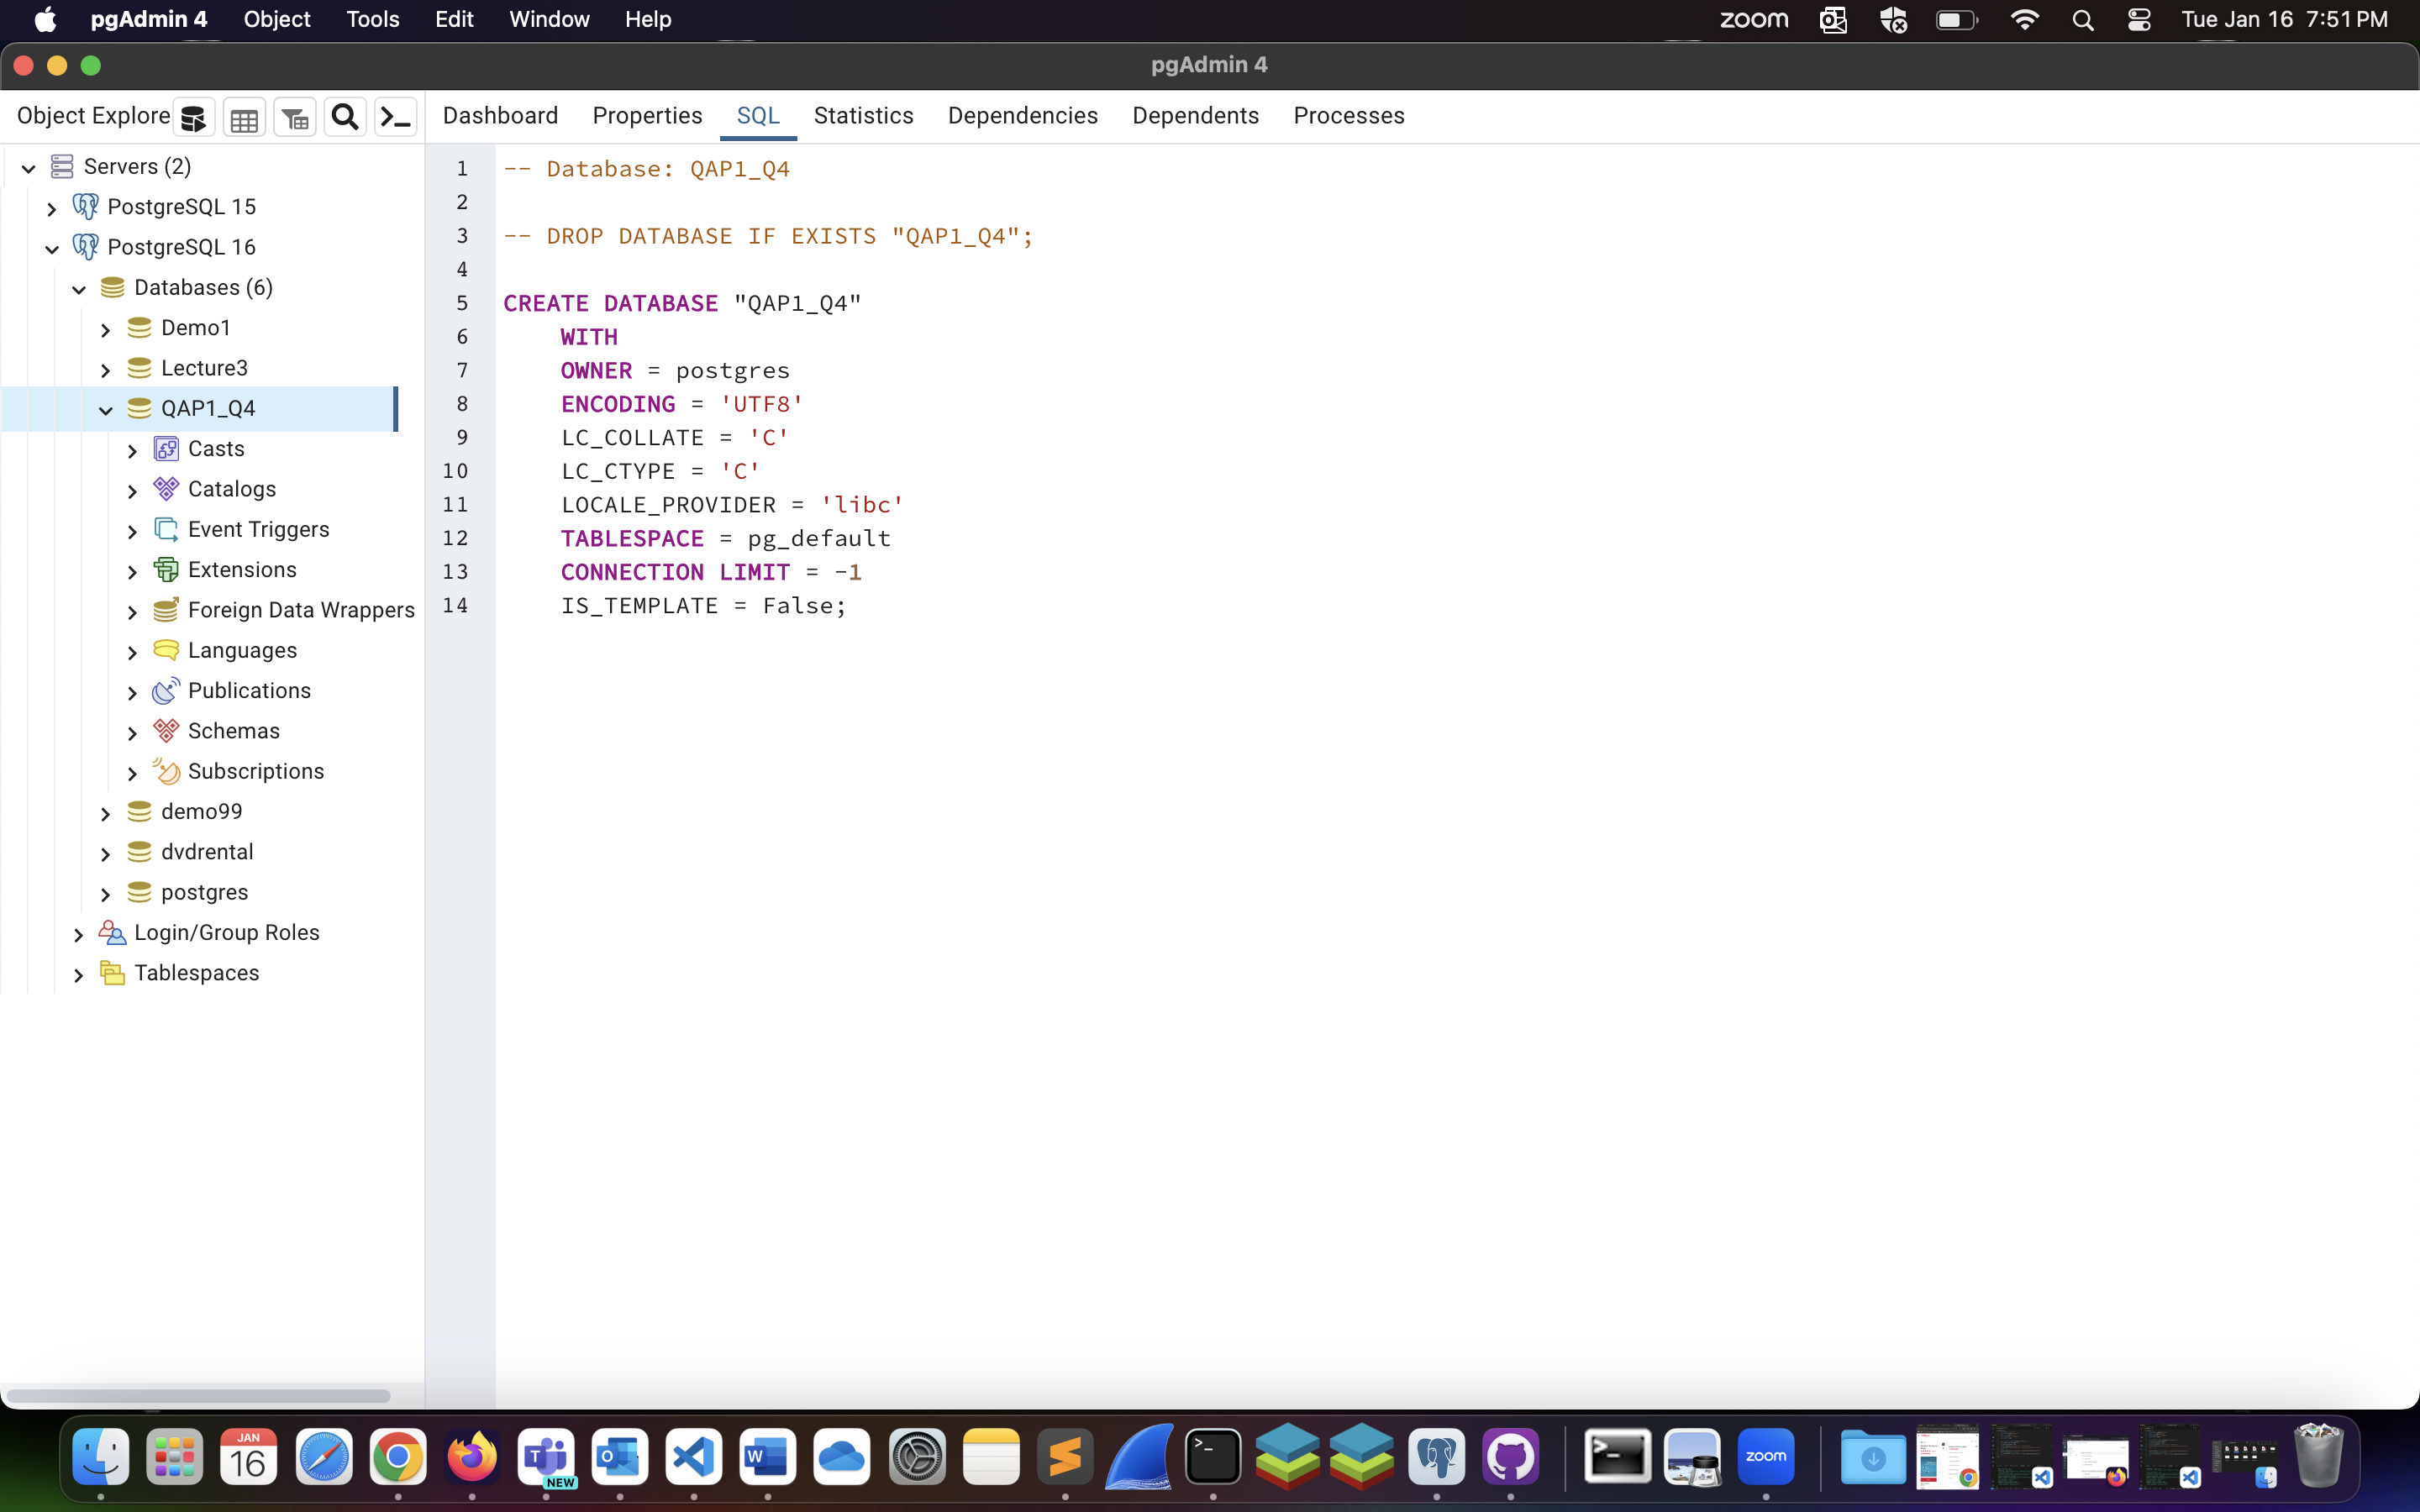 pgAdmin 4 Object Tools Edit Window Help zoom Tue Jan 16 7:51 PM
pgAdmin 4
Object Explore Dashboard Properties SQL Statistics Dependencies Dependents Processes
Servers (2)
PostgreSQL 15
PostgreSQL 16
Databases (6)
Demo1
Lecture3
QAP1_Q4
Casts
Catalogs
Event Triggers
Extensions
Foreign Data Wrappers
Languages
Publications
Schemas
Subscriptions
demo99
dvdrental
postgres
Login/Group Roles
Tablespaces
1 -- Database: QAP1_Q4
2
3 -- DROP DATABASE IF EXISTS "QAP1_Q4";
4
5 CREATE DATABASE "QAP1_Q4"
6 WITH
7 OWNER = postgres
8 ENCODING = 'UTF8'
9 LC_COLLATE = 'C'
10 LC_CTYPE = 'C'
11 LOCALE_PROVIDER = 'libc'
12 TABLESPACE = pg_default
13 CONNECTION LIMIT = -1
14 IS_TEMPLATE = False;
JAN
16
NEW
zoom